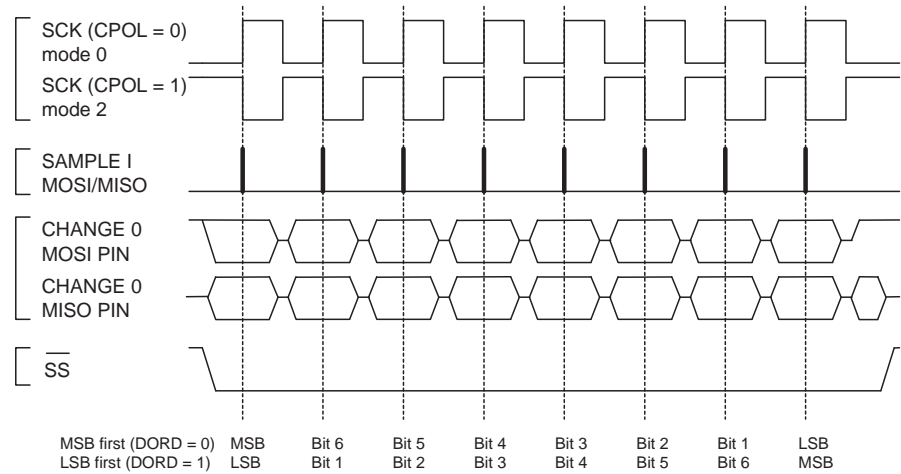 SCK (CPOL = 0)
mode 0
SCK (CPOL = 1)
mode 2
SAMPLE I
MOSI/MISO
CHANGE 0
MOSI PIN
CHANGE 0
MISO PIN
SS
MSB first (DORD = 0) MSB Bit 6 Bit 5 Bit 4 Bit 3 Bit 2 Bit 1 LSB
LSB first (DORD = 1) LSB Bit 1 Bit 2 Bit 3 Bit 4 Bit 5 Bit 6 MSB